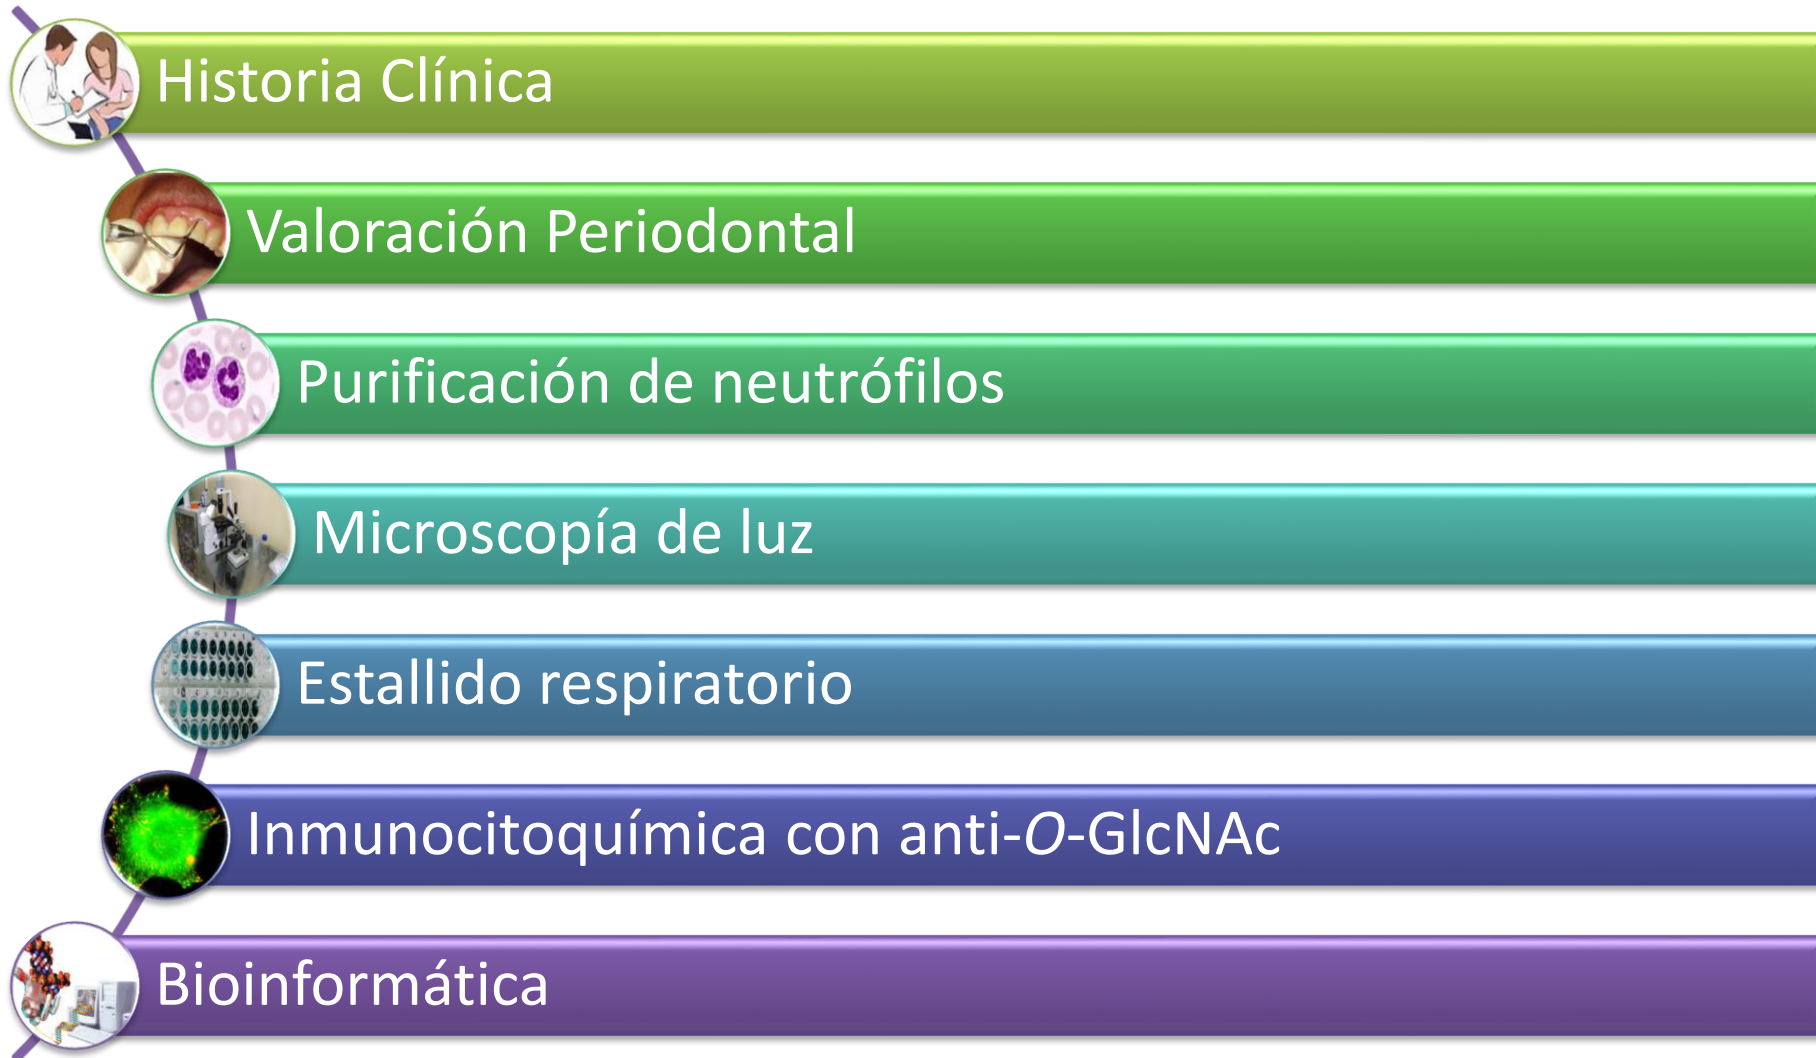 Historia Clínica
Valoración Periodontal
Purificación de neutrófilos
Microscopía de luz
Estallido respiratorio
Inmunocitoquímica con anti-O-GlcNAc
Bioinformática